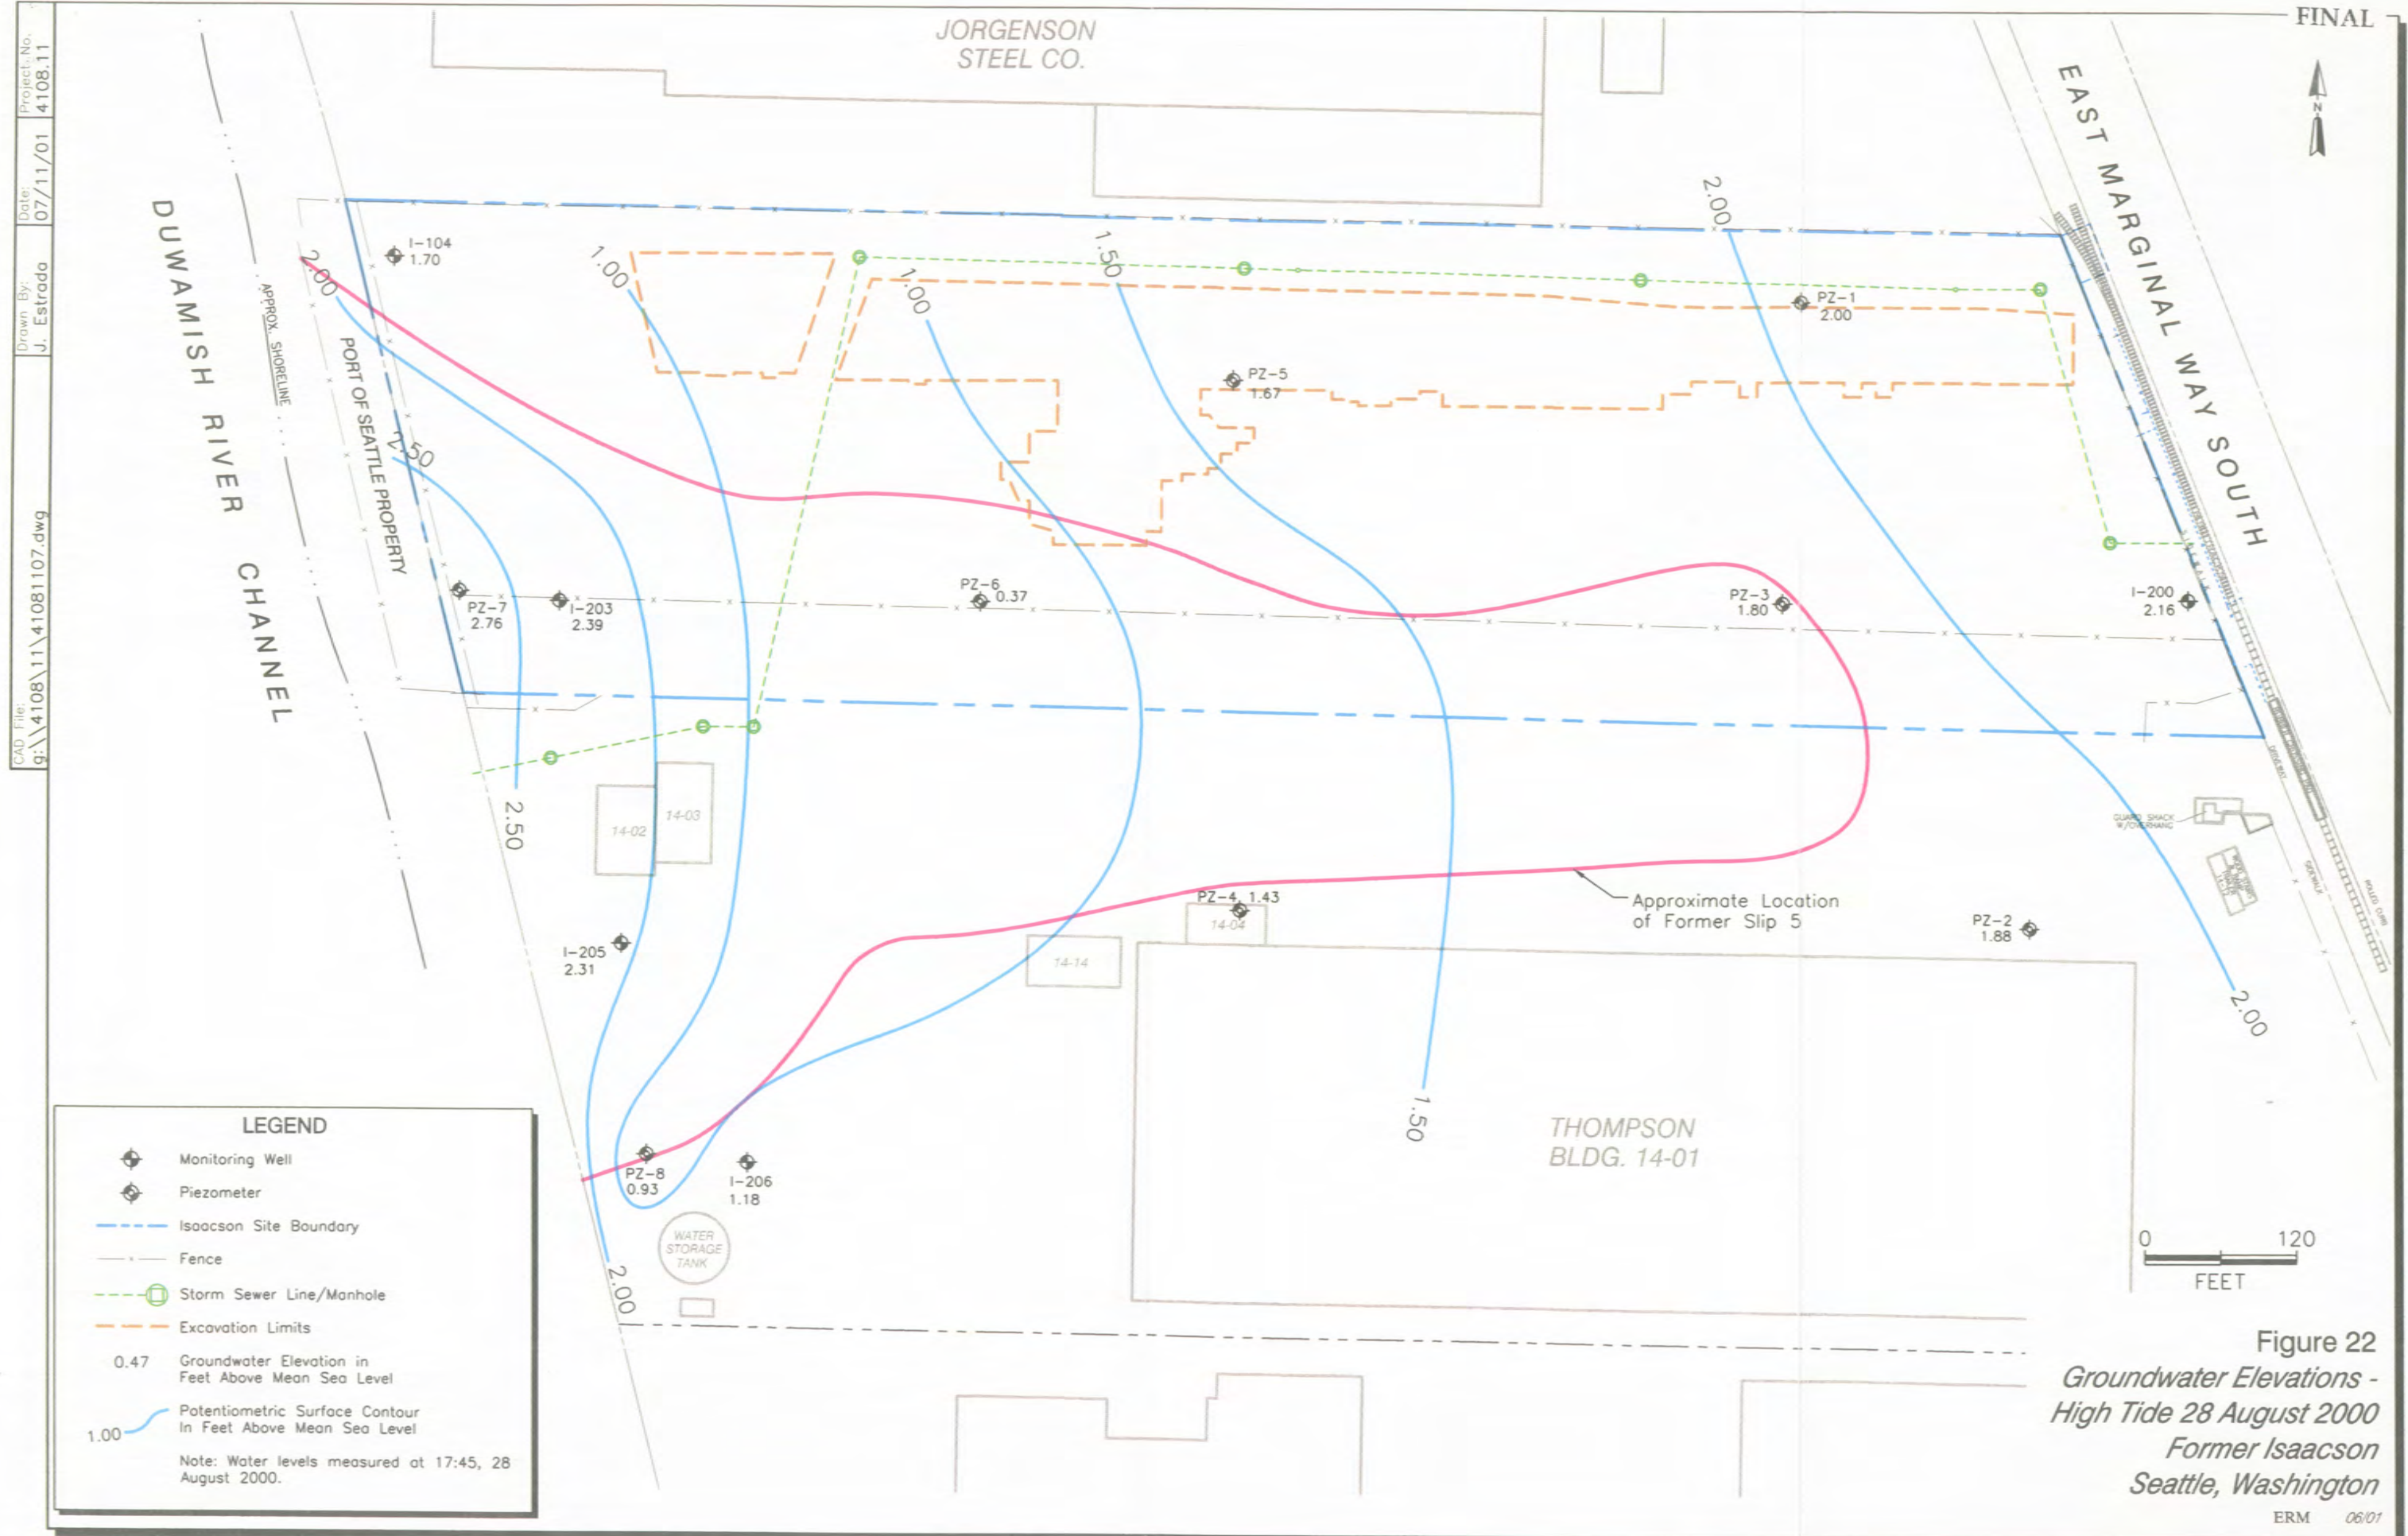 FINAL
Project No.
4108.11
Date:
07/11/01
Drawn By:
J. Estrada
CAD File:
g:\\4108\11\41081107.dwg
JORGENSON
STEEL CO.
N
EAST MARGINAL WAY SOUTH
DUWAMISH RIVER CHANNEL
APPROX. SHORELINE
PORT OF SEATTLE PROPERTY
2.00
I-104
1.70
1.00
1.00
1.50
2.00
PZ-1
2.00
PZ-5
1.67
2.50
PZ-7
2.76
I-203
2.39
PZ-6
0.37
PZ-3
1.80
I-200
2.16
2.50
14-02
14-03
GUARD SHACK
W/OVERHANG
I-205
2.31
PZ-4 1.43
14-04
14-14
Approximate Location
of Former Slip 5
PZ-2
1.88
2.00
1.50
PZ-8
0.93
I-206
1.18
WATER
STORAGE
TANK
2.00
THOMPSON
BLDG. 14-01
0 120
FEET
LEGEND
Monitoring Well
Piezometer
Isaacson Site Boundary
Fence
Storm Sewer Line/Manhole
Excavation Limits
0.47 Groundwater Elevation in
Feet Above Mean Sea Level
1.00 Potentiometric Surface Contour
In Feet Above Mean Sea Level
Note: Water levels measured at 17:45, 28
August 2000.
Figure 22
Groundwater Elevations -
High Tide 28 August 2000
Former Isaacson
Seattle, Washington
ERM 06/01